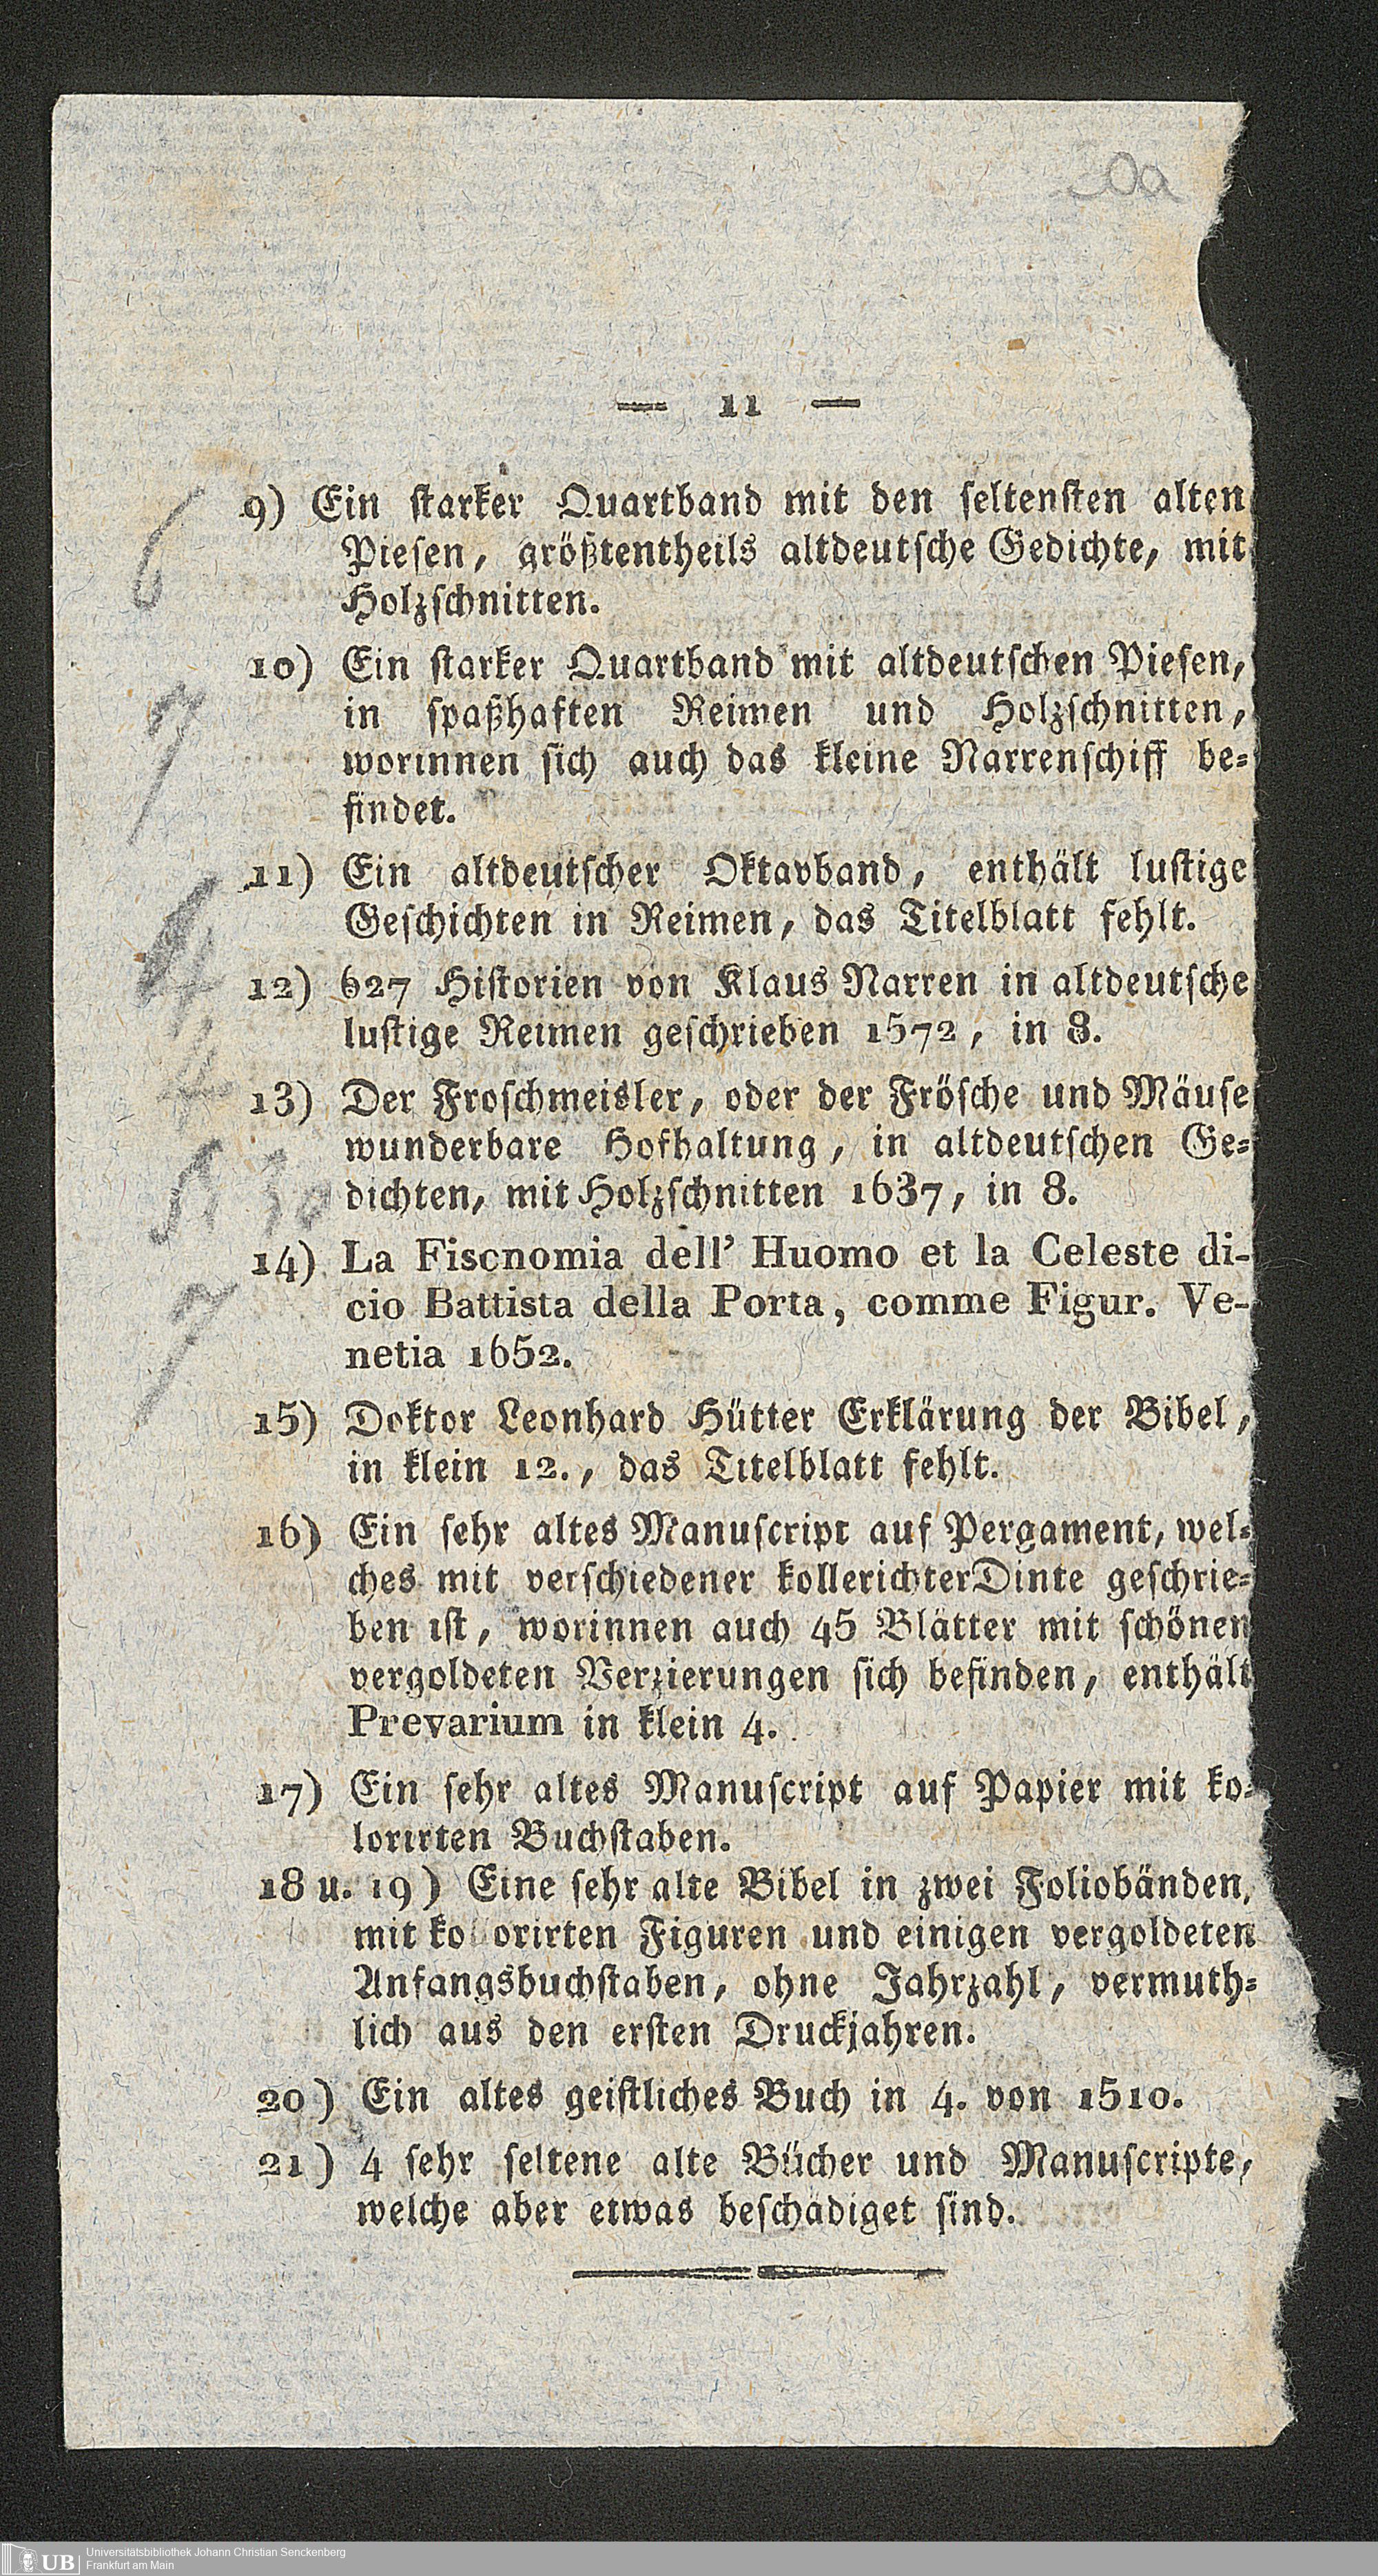 0a
— 11 —
9) Ein starker Quartband mit den seltensten alten
Piesen, größtentheils altdeutsche Gedichte, mit
Holzschnitten.
10) Ein starker Quartband mit altdeutschen Piesen,
in spaßhaften Reimen und Holzschnitten,
worinnen sich auch das kleine Narrenschiff be-
findet.
11) Ein altdeutscher Oktavband, enthält lustige
Geschichten in Reimen, das Titelblatt fehlt.
12) 627 Historien von Klaus Narren in altdeutsche
lustige Reimen geschrieben 1572, in 8.
13) Der Froschmeisler, oder der Frösche und Mäuse
wunderbare Hofhaltung, in altdeutschen Ge-
dichten, mit Holzschnitten 1637, in 8.
14) La Fiscnomia dell' Huomo et la Celeste di-
cio Battista della Porta, comme Figur. Ve-
netia 1652.
15) Doktor Leonhard Hütter Erklärung der Bibel,
in klein 12., das Titelblatt fehlt.
16) Ein sehr altes Manuscript auf Pergament, wel-
ches mit verschiedener kollerichter Dinte geschrie-
ben ist, worinnen auch 45 Blätter mit schönen
vergoldeten Verzierungen sich befinden, enthält
Prevarium in klein 4.
17) Ein sehr altes Manuscript auf Papier mit ko-
lorirten Buchstaben.
18 u. 19) Eine sehr alte Bibel in zwei Foliobänden,
mit ko orirten Figuren und einigen vergoldeten
Anfangsbuchstaben, ohne Jahrzahl, vermuth-
lich aus den ersten Druckjahren.
20) Ein altes geistliches Buch in 4. von 1510.
21) 4 sehr seltene alte Bücher und Manuscripte,
welche aber etwas beschädiget sind.
6
7
4
7
UB
Universitätsbibliothek Johann Christian Senckenberg
Frankfurt am Main